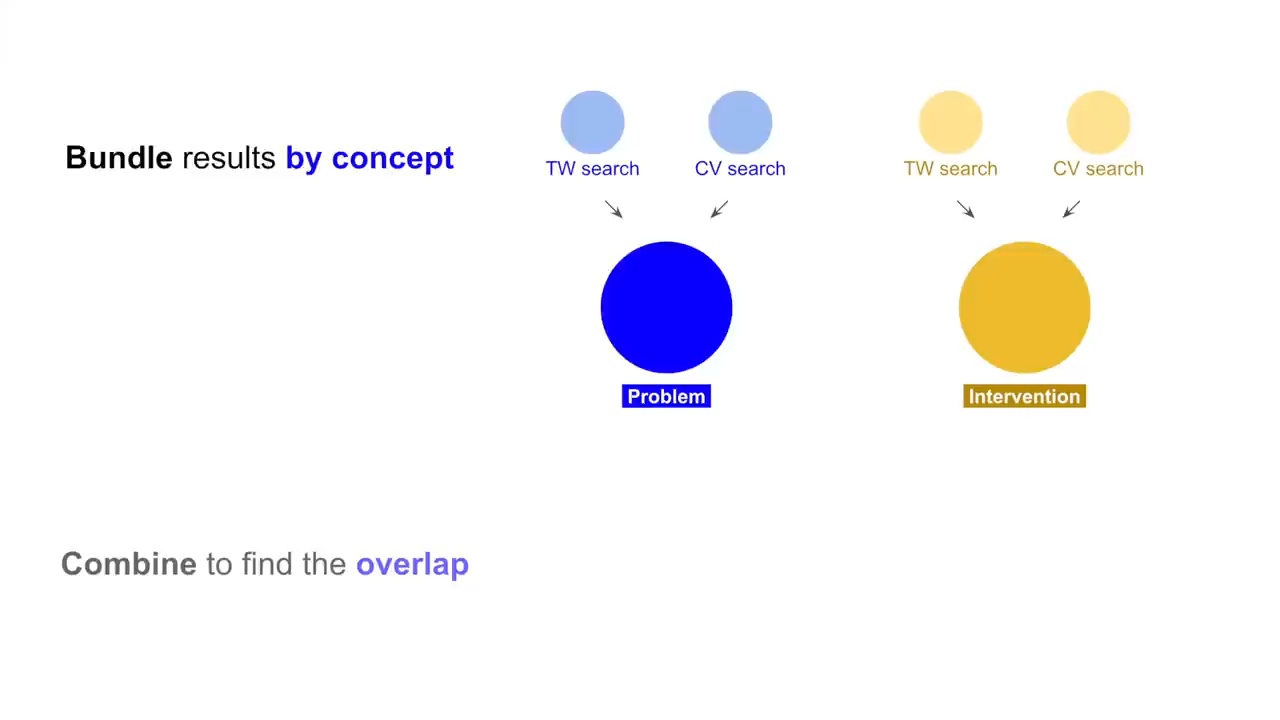 Bundle results by concept
TW search
CV search
TW search
CV search
Problem
Intervention
Combine to find the overlap